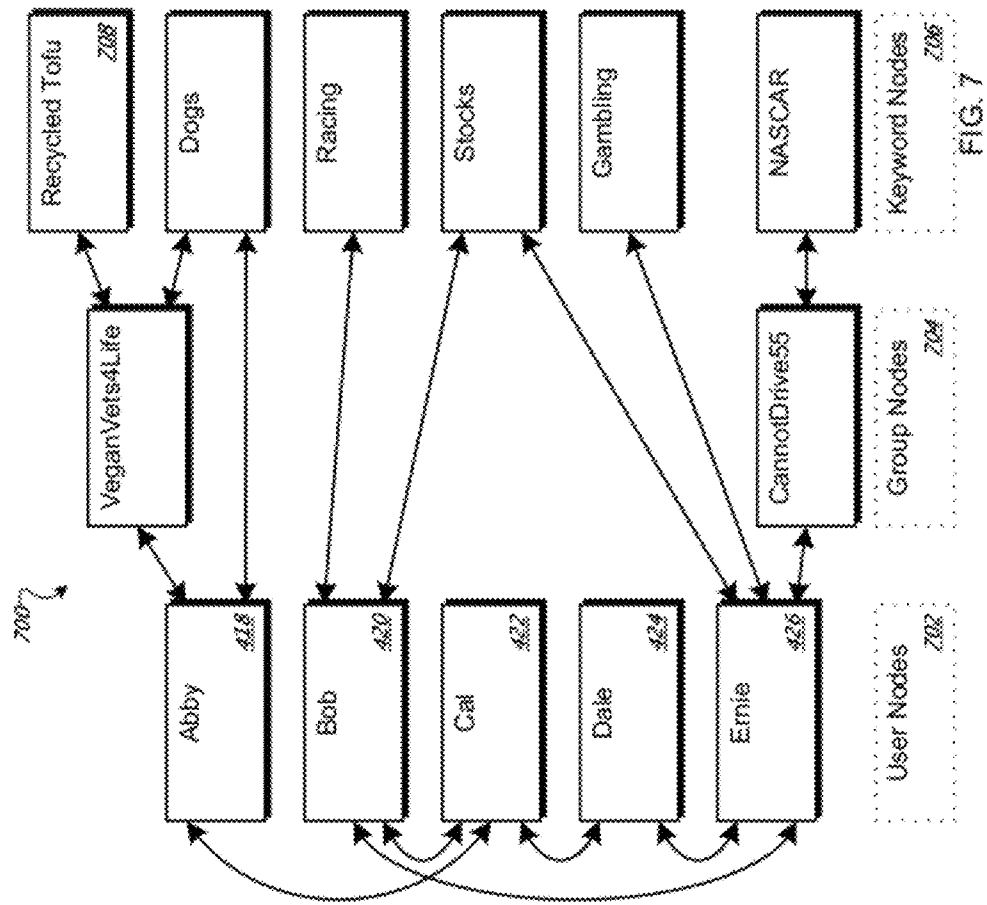 700
Abby
418
Bob
420
Cal
422
Dale
424
Ernie
426
User Nodes
702
VeganVets4Life
CannotDrive55
Group Nodes
704
Recycled Tofu
708
Dogs
Racing
Stocks
Gambling
NASCAR
Keyword Nodes
706
FIG. 7